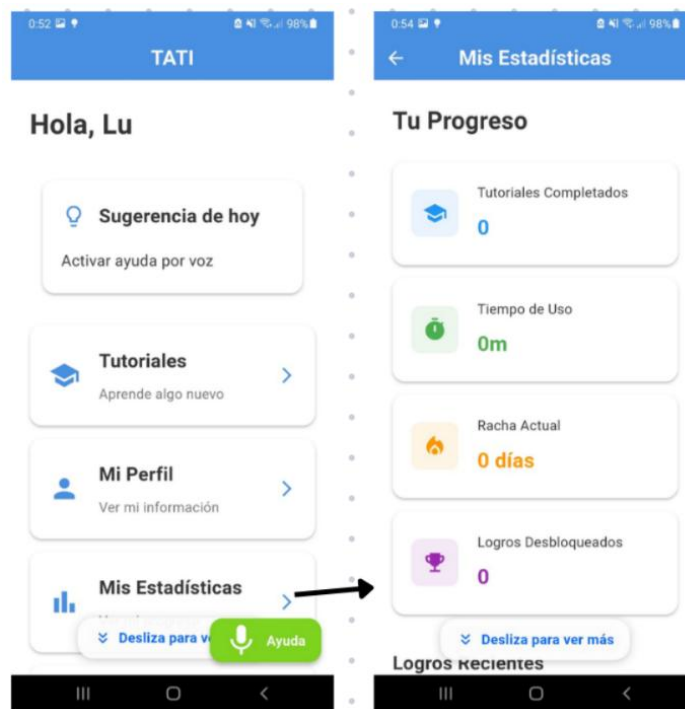 0:52
98%
TATI
Hola, Lu
Sugerencia de hoy
Activar ayuda por voz
Tutoriales
Aprende algo nuevo
Mi Perfil
Ver mi información
Mis Estadísticas
Desliza para v
Ayuda
0:54
98%
Mis Estadísticas
Tu Progreso
Tutoriales Completados
0
Tiempo de Uso
0m
Racha Actual
0 días
Logros Desbloqueados
0
Desliza para ver más
Logros Recientes